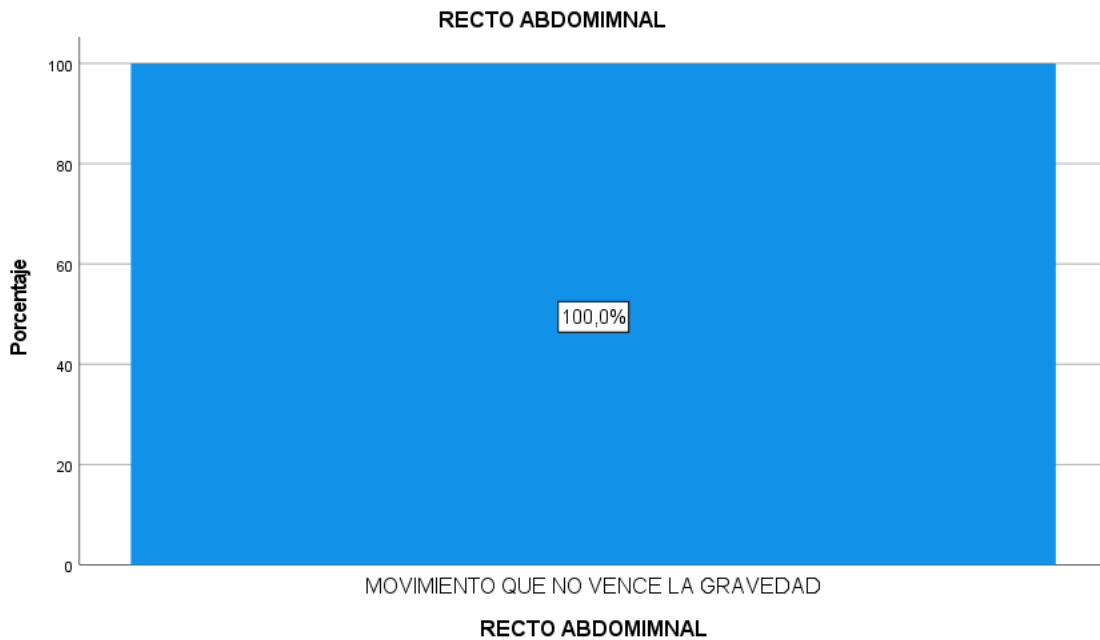 RECTO ABDOMIMNAL
100
80
60
40
20
0
Porcentaje
100,0%
MOVIMIENTO QUE NO VENCE LA GRAVEDAD
RECTO ABDOMIMNAL